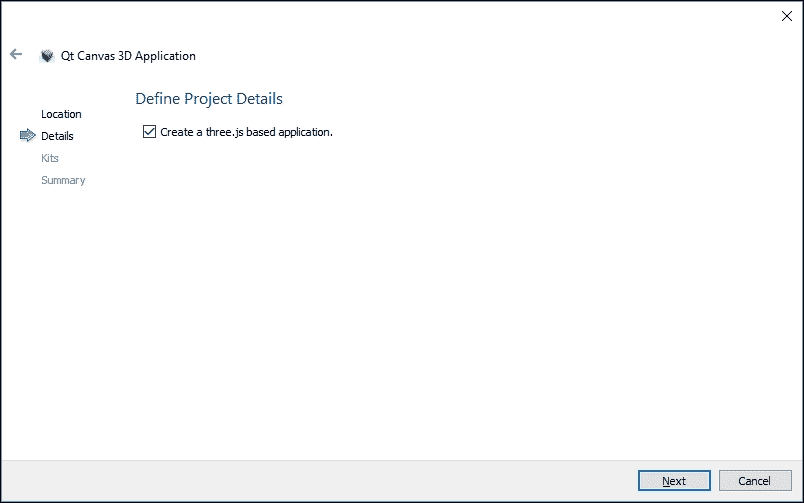 Qt Canvas 3D Application
Define Project Details
Location
Create a three.js based application.
Details
Kits
Summary
Next
Cancel